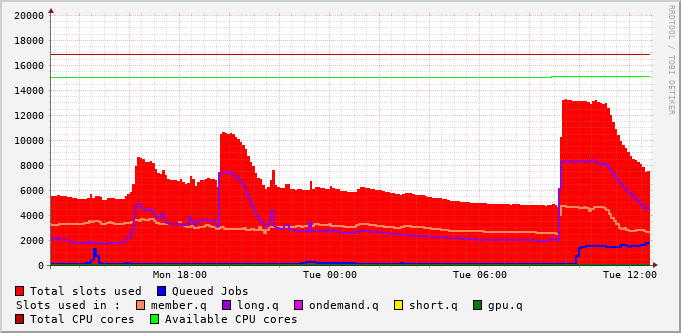 20000
18000
16000
14000
12000
10000
8000
6000
4000
2000
0
Mon 18:00 Tue 00:00 Tue 06:00 Tue 12:00
RRDTOOL / TOBI OETIKER
Total slots used Queued Jobs
Slots used in : member.q long.q ondemand.q short.q gpu.q
Total CPU cores Available CPU cores